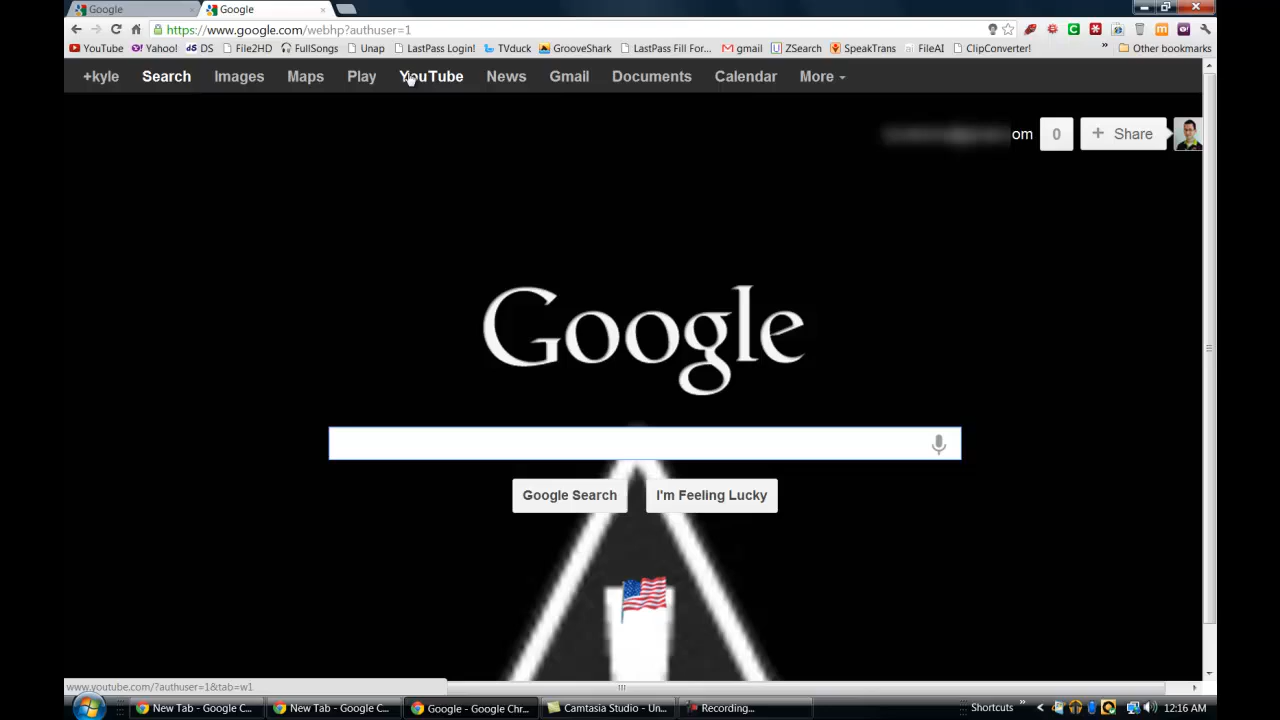 Google
Google
https://www.google.com/webhp?authuser=1
YouTube Yahoo! DS File2HD FullSongs Unap LastPass Login! TVduck GrooveShark LastPass Fill For... gmail ZSearch SpeakTrans FileAI ClipConverter! » Other bookmarks
+kyle Search Images Maps Play YouTube News Gmail Documents Calendar More
om 0 + Share
Google
Google Search I'm Feeling Lucky
www.youtube.com/?authuser=1&tab=w1
New Tab - Google C... New Tab - Google C... Google - Google Chr... Camtasia Studio - Un... Recording... Shortcuts » 12:16 AM